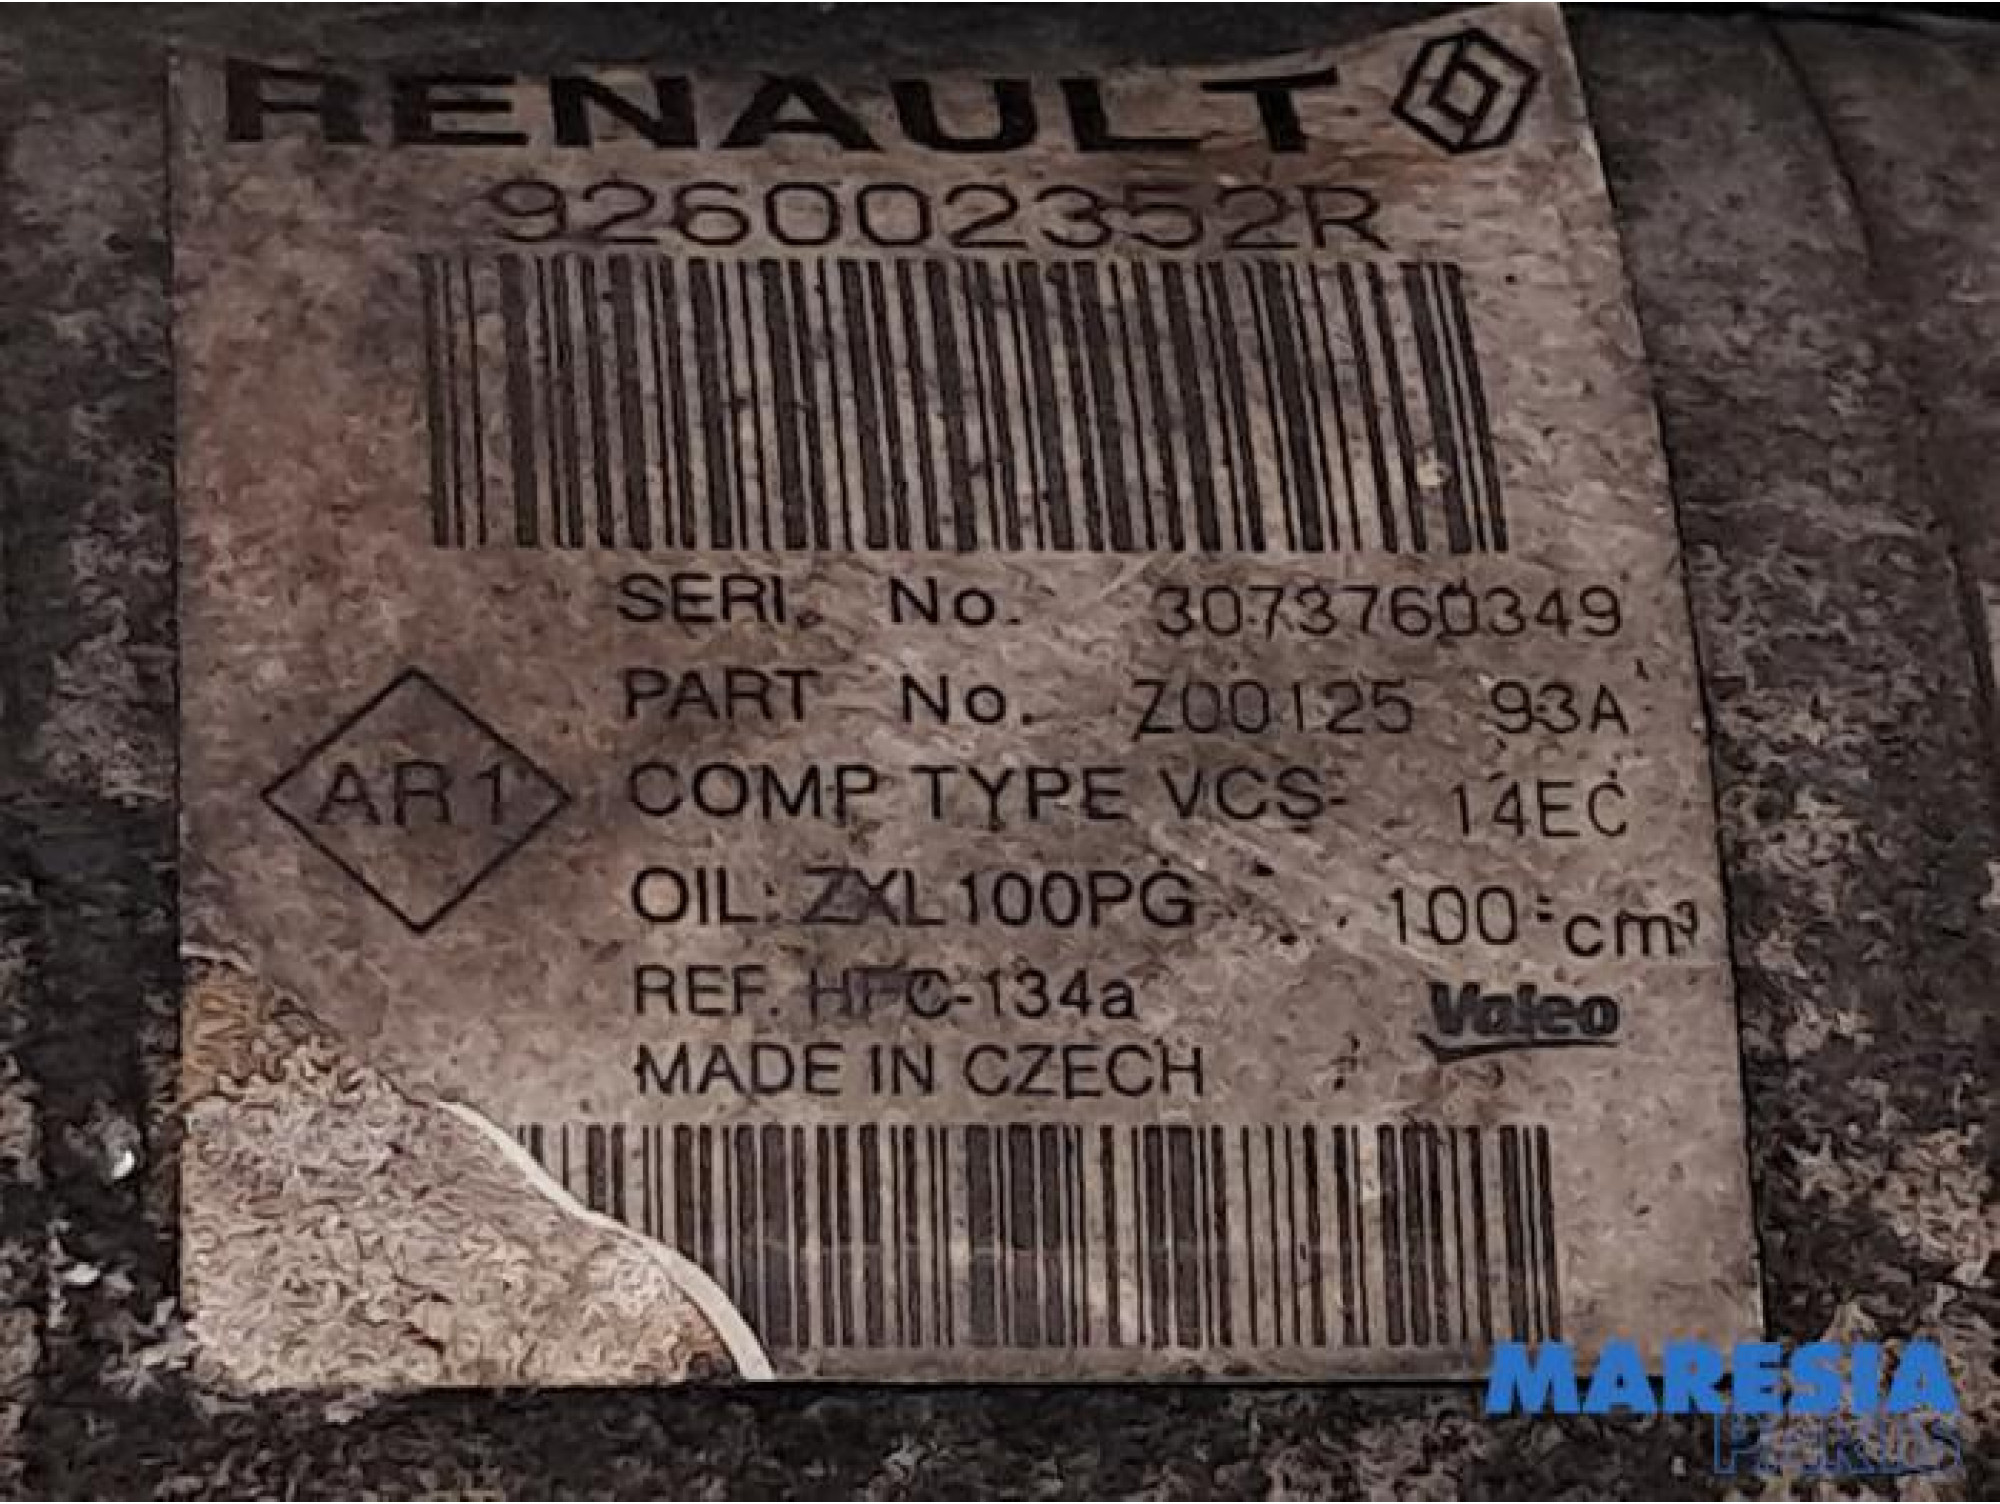 RENAULT
926002352R
SERI. No. 3073760349
PART No. Z00125 93A
AR1
COMP TYPE VCS- 14EC
OIL: ZXL100PG 100 cm³
REF. HFC-134a
Valeo
MADE IN CZECH
MARESIA
PARTS